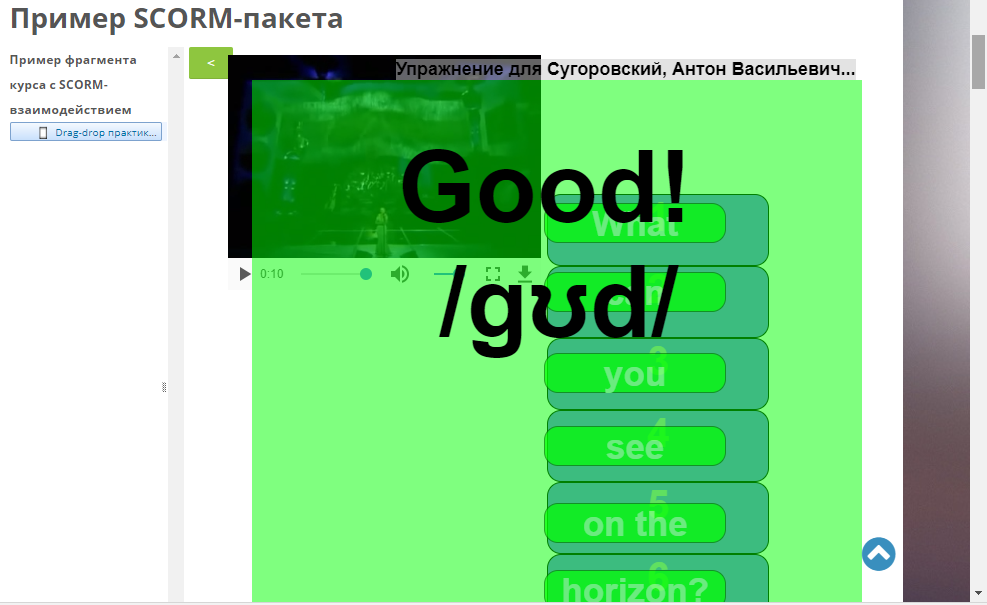 Пример SCORM-пакета
Пример фрагмента
курса с SCORM-
взаимодействием
Drag-drop практик...
<
Упражнение для Сугоровский, Антон Васильевич...
Good!
/gʊd/
0:10
What
you
see
4
on the
5
horizon?
6